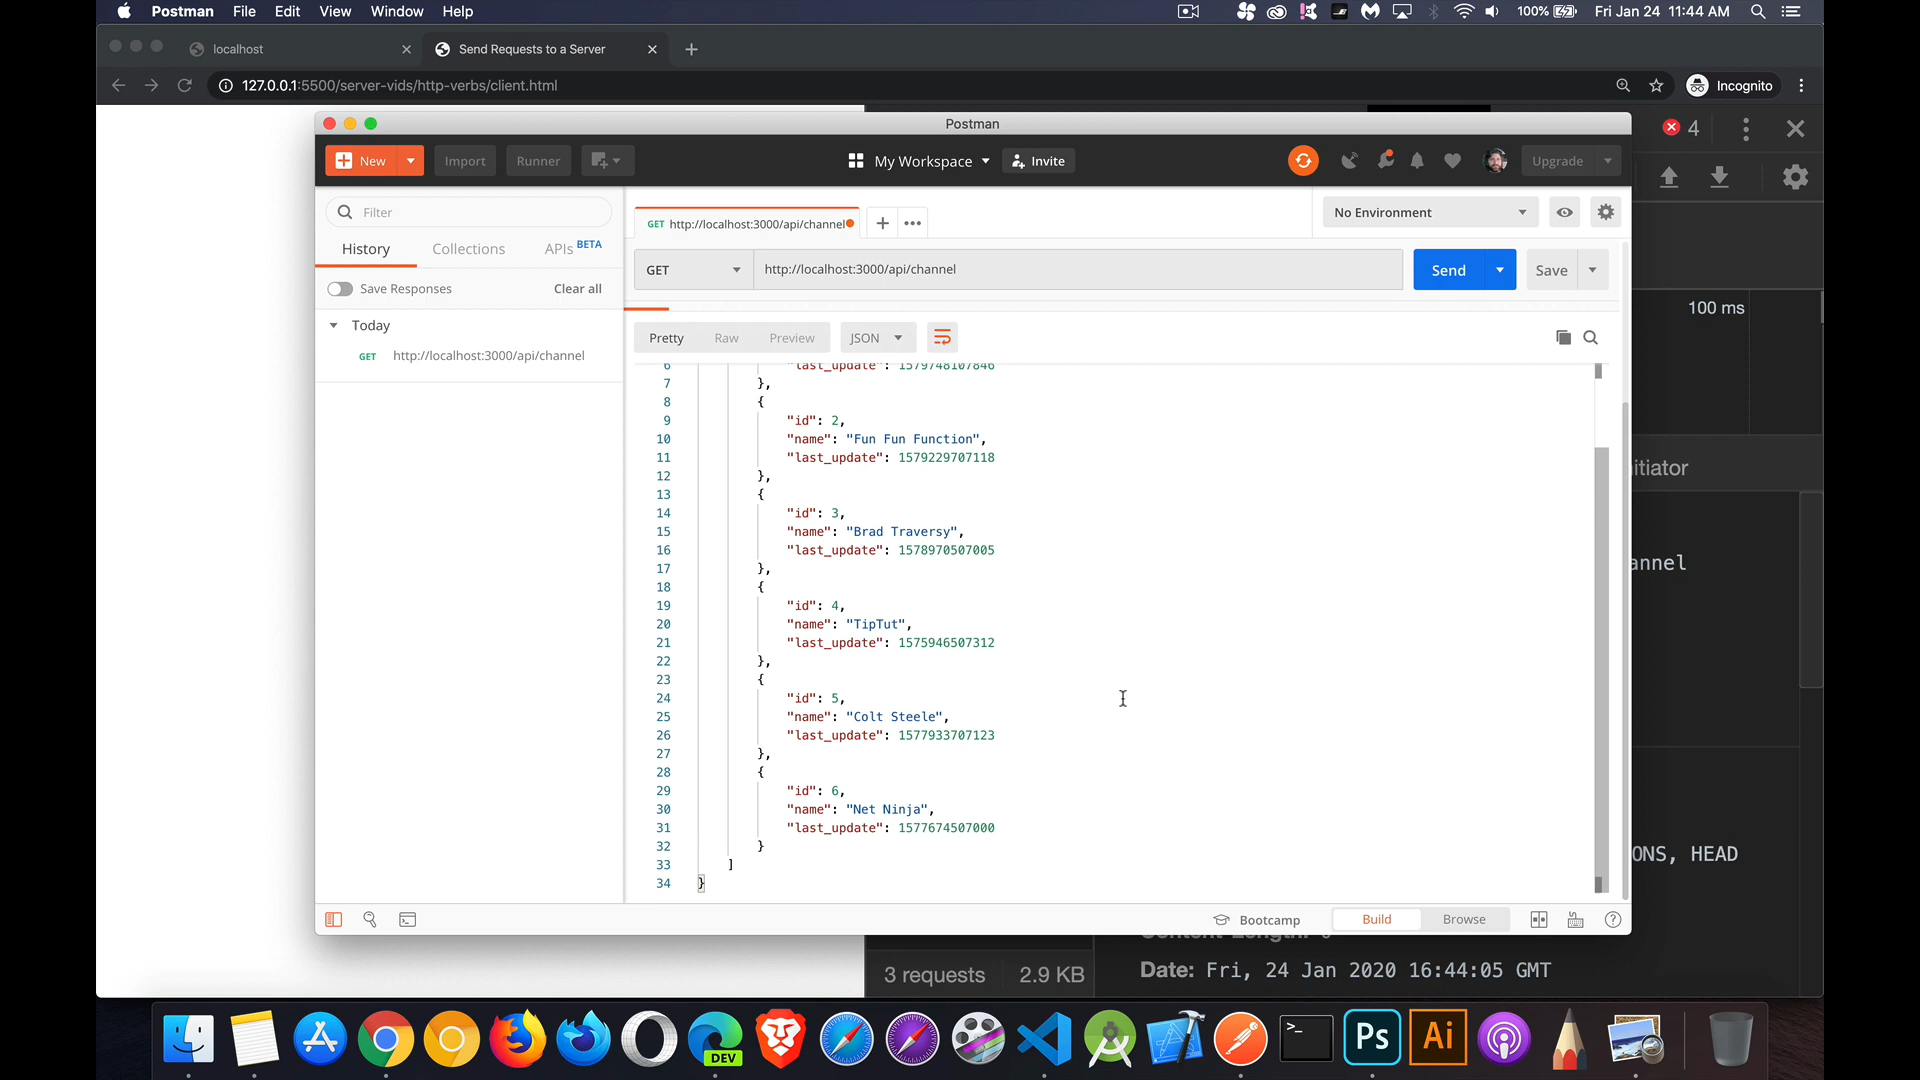 Postman File Edit View Window Help
100% Fri Jan 24 11:44 AM
localhost
Send Requests to a Server
127.0.0.1:5500/server-vids/http-verbs/client.html
Incognito
Postman
4
New Import Runner
My Workspace
Invite
Upgrade
Filter
GET http://localhost:3000/api/channel
No Environment
History Collections APIs BETA
GET http://localhost:3000/api/channel Send Save
Save Responses Clear all
100 ms
Today
GET http://localhost:3000/api/channel
Pretty Raw Preview JSON
6 "last_update": 1579748107846
7 },
8 {
9 "id": 2,
10 "name": "Fun Fun Function",
11 "last_update": 1579229707118
12 },
13 {
14 "id": 3,
15 "name": "Brad Traversy",
16 "last_update": 1578970507005
17 },
18 {
19 "id": 4,
20 "name": "TipTut",
21 "last_update": 1575946507312
22 },
23 {
24 "id": 5,
25 "name": "Colt Steele",
26 "last_update": 1577933707123
27 },
28 {
29 "id": 6,
30 "name": "Net Ninja",
31 "last_update": 1577674507000
32 }
33 ]
34 }
itiator
annel
ONS, HEAD
Bootcamp Build Browse
3 requests 2.9 KB
Date: Fri, 24 Jan 2020 16:44:05 GMT
DEV
>_
Ps
Ai